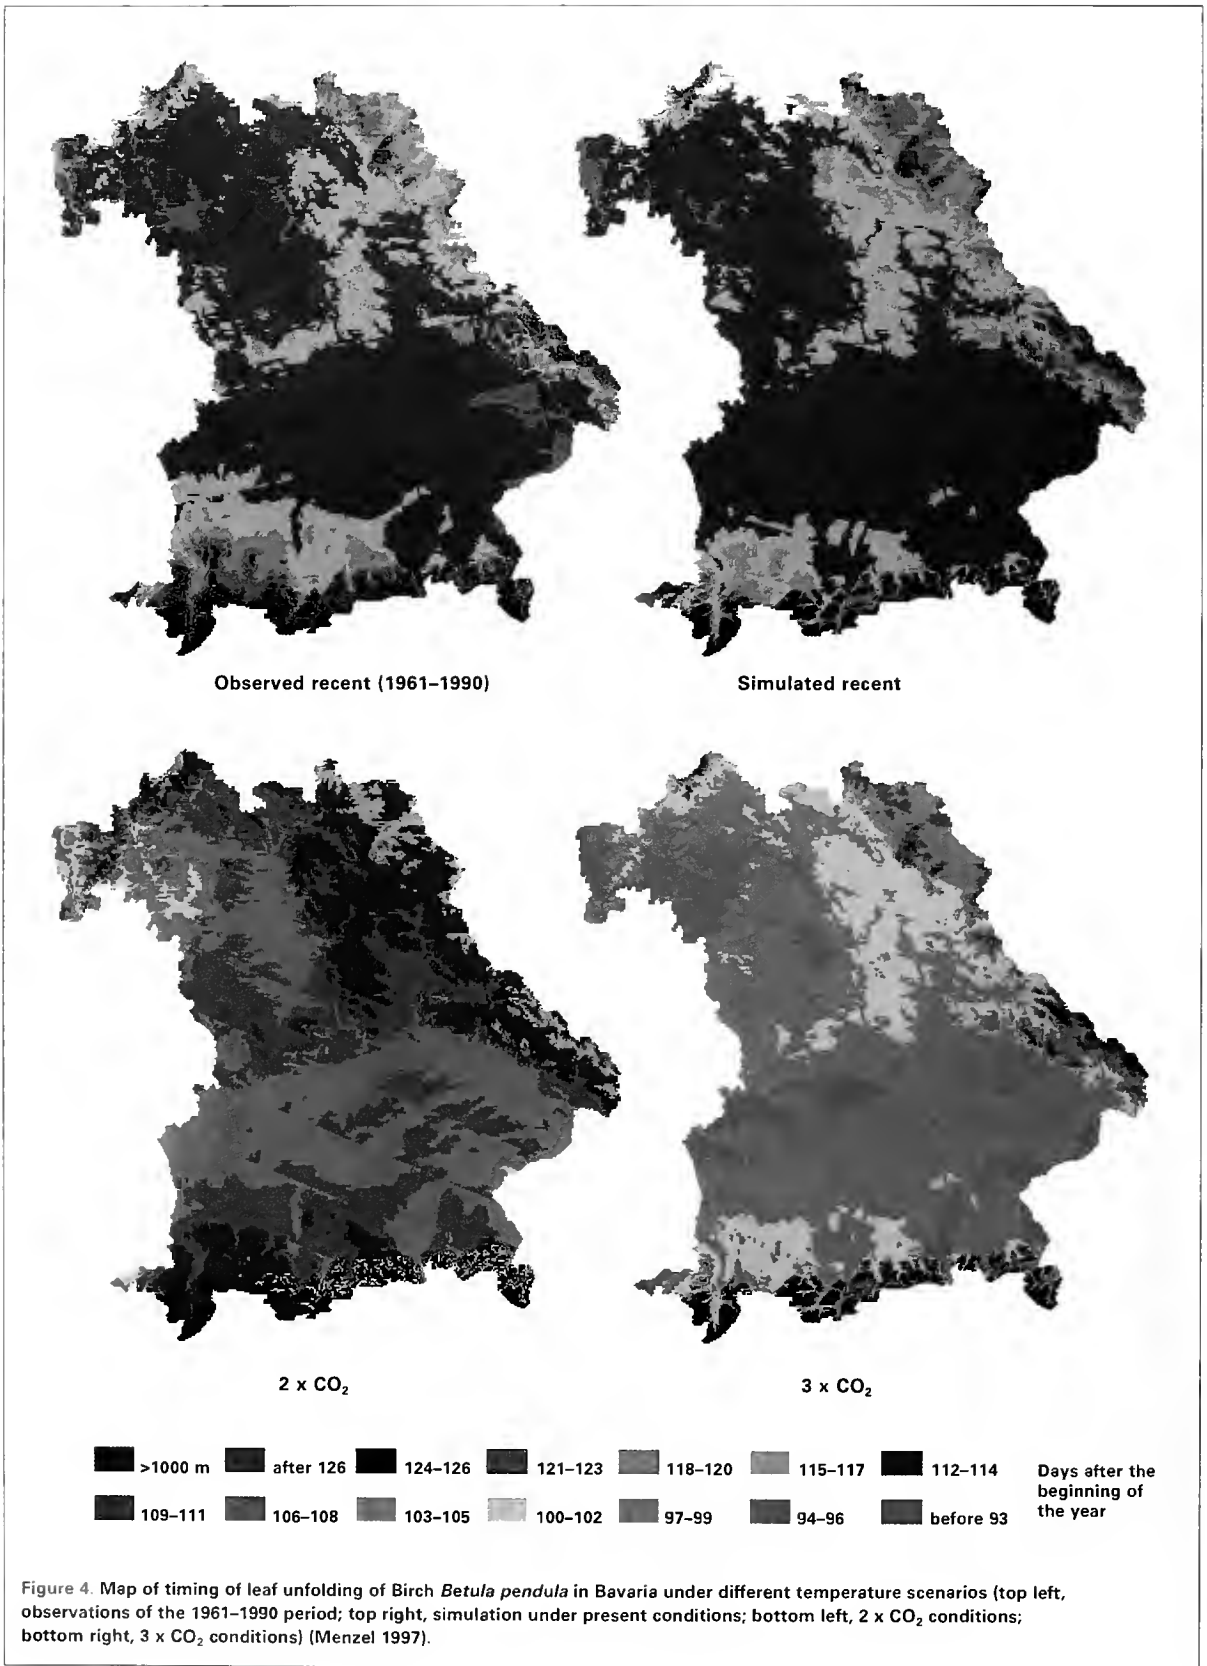 Observed recent (1961–1990)
Simulated recent
2 x CO₂
3 x CO₂
>1000 m
after 126
124–126
121–123
118–120
115–117
112–114
109–111
106–108
103–105
100–102
97–99
94–96
before 93
Days after the
beginning of
the year
Figure 4. Map of timing of leaf unfolding of Birch Betula pendula in Bavaria under different temperature scenarios (top left,
observations of the 1961–1990 period; top right, simulation under present conditions; bottom left, 2 x CO₂ conditions;
bottom right, 3 x CO₂ conditions) (Menzel 1997).